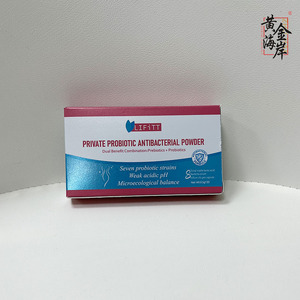 黄金海岸
LIFITT
PRIVATE PROBIOTIC ANTIBACTERIAL POWDER
Dual Benefit Combination:Prebiotics + Probiotics
Seven probiotic strains
Weak acidic pH
Microecological balance